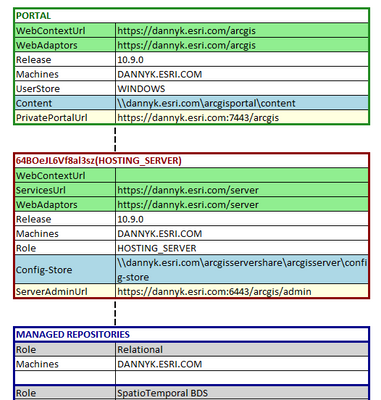 PORTAL
WebContextUrl https://dannyk.esri.com/arcgis
WebAdaptors https://dannyk.esri.com/arcgis
Release 10.9.0
Machines DANNYK.ESRI.COM
UserStore WINDOWS
Content \\dannyk.esri.com\arcgisportal\content
PrivatePortalUrl https://dannyk.esri.com:7443/arcgis
64BOeJL6Vf8al3sz(HOSTING_SERVER)
WebContextUrl
ServicesUrl https://dannyk.esri.com/server
WebAdaptors https://dannyk.esri.com/server
Release 10.9.0
Machines DANNYK.ESRI.COM
Role HOSTING_SERVER
Config-Store \\dannyk.esri.com\arcgisservershare\arcgisserver\config-store
ServerAdminUrl https://dannyk.esri.com:6443/arcgis/admin
MANAGED REPOSITORIES
Role Relational
Machines DANNYK.ESRI.COM
Role SpatioTemporal BDS